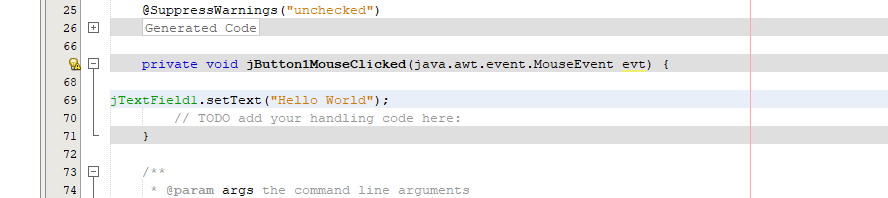 25 @SuppressWarnings("unchecked")
26 Generated Code
66
private void jButton1MouseClicked(java.awt.event.MouseEvent evt) {
68
69 jTextField1.setText("Hello World");
70 // TODO add your handling code here:
71 }
72
73 /**
74 * @param args the command line arguments